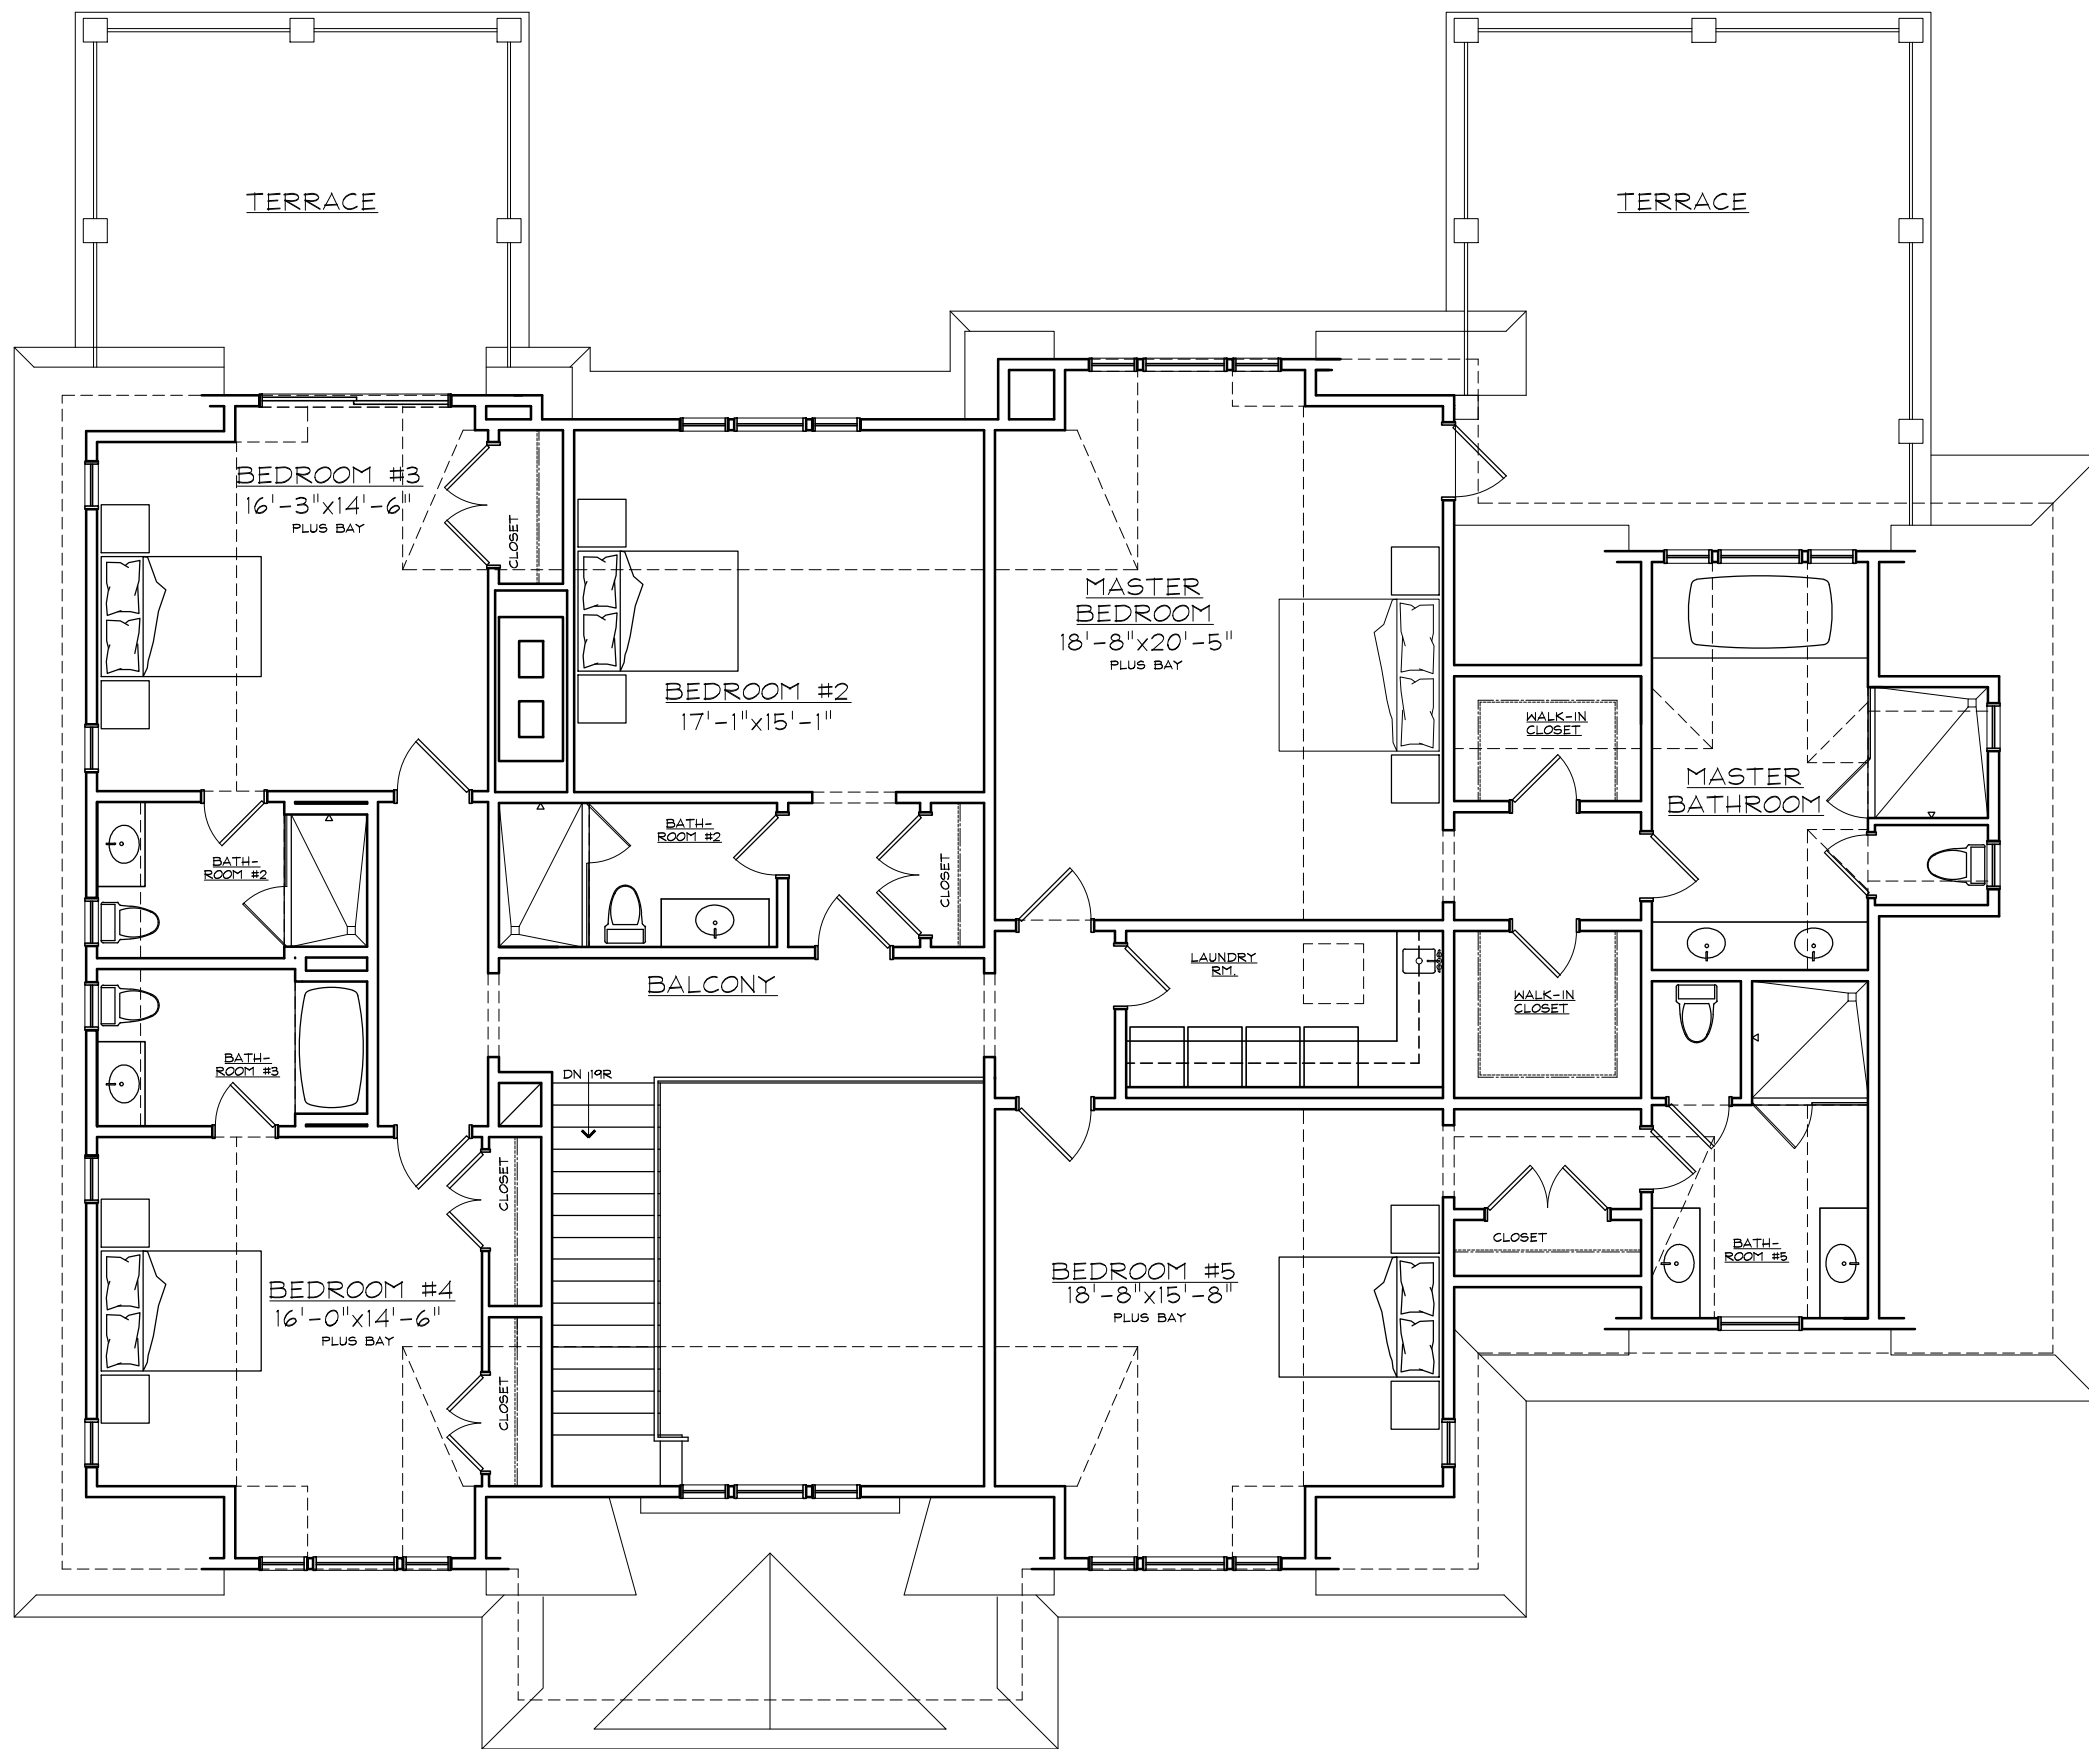 TERRACE
TERRACE
BEDROOM #3
16'-3"x14'-6"
PLUS BAY
CLOSET
BEDROOM #2
17'-1"x15'-1"
MASTER
BEDROOM
18'-8"x20'-5"
PLUS BAY
WALK-IN
CLOSET
MASTER
BATHROOM
BATH-
ROOM #2
BATH-
ROOM #2
CLOSET
BALCONY
LAUNDRY
RM.
WALK-IN
CLOSET
BATH-
ROOM #3
DN 19R
CLOSET
CLOSET
BEDROOM #4
16'-0"x14'-6"
PLUS BAY
BEDROOM #5
18'-8"x15'-8"
PLUS BAY
CLOSET
BATH-
ROOM #5